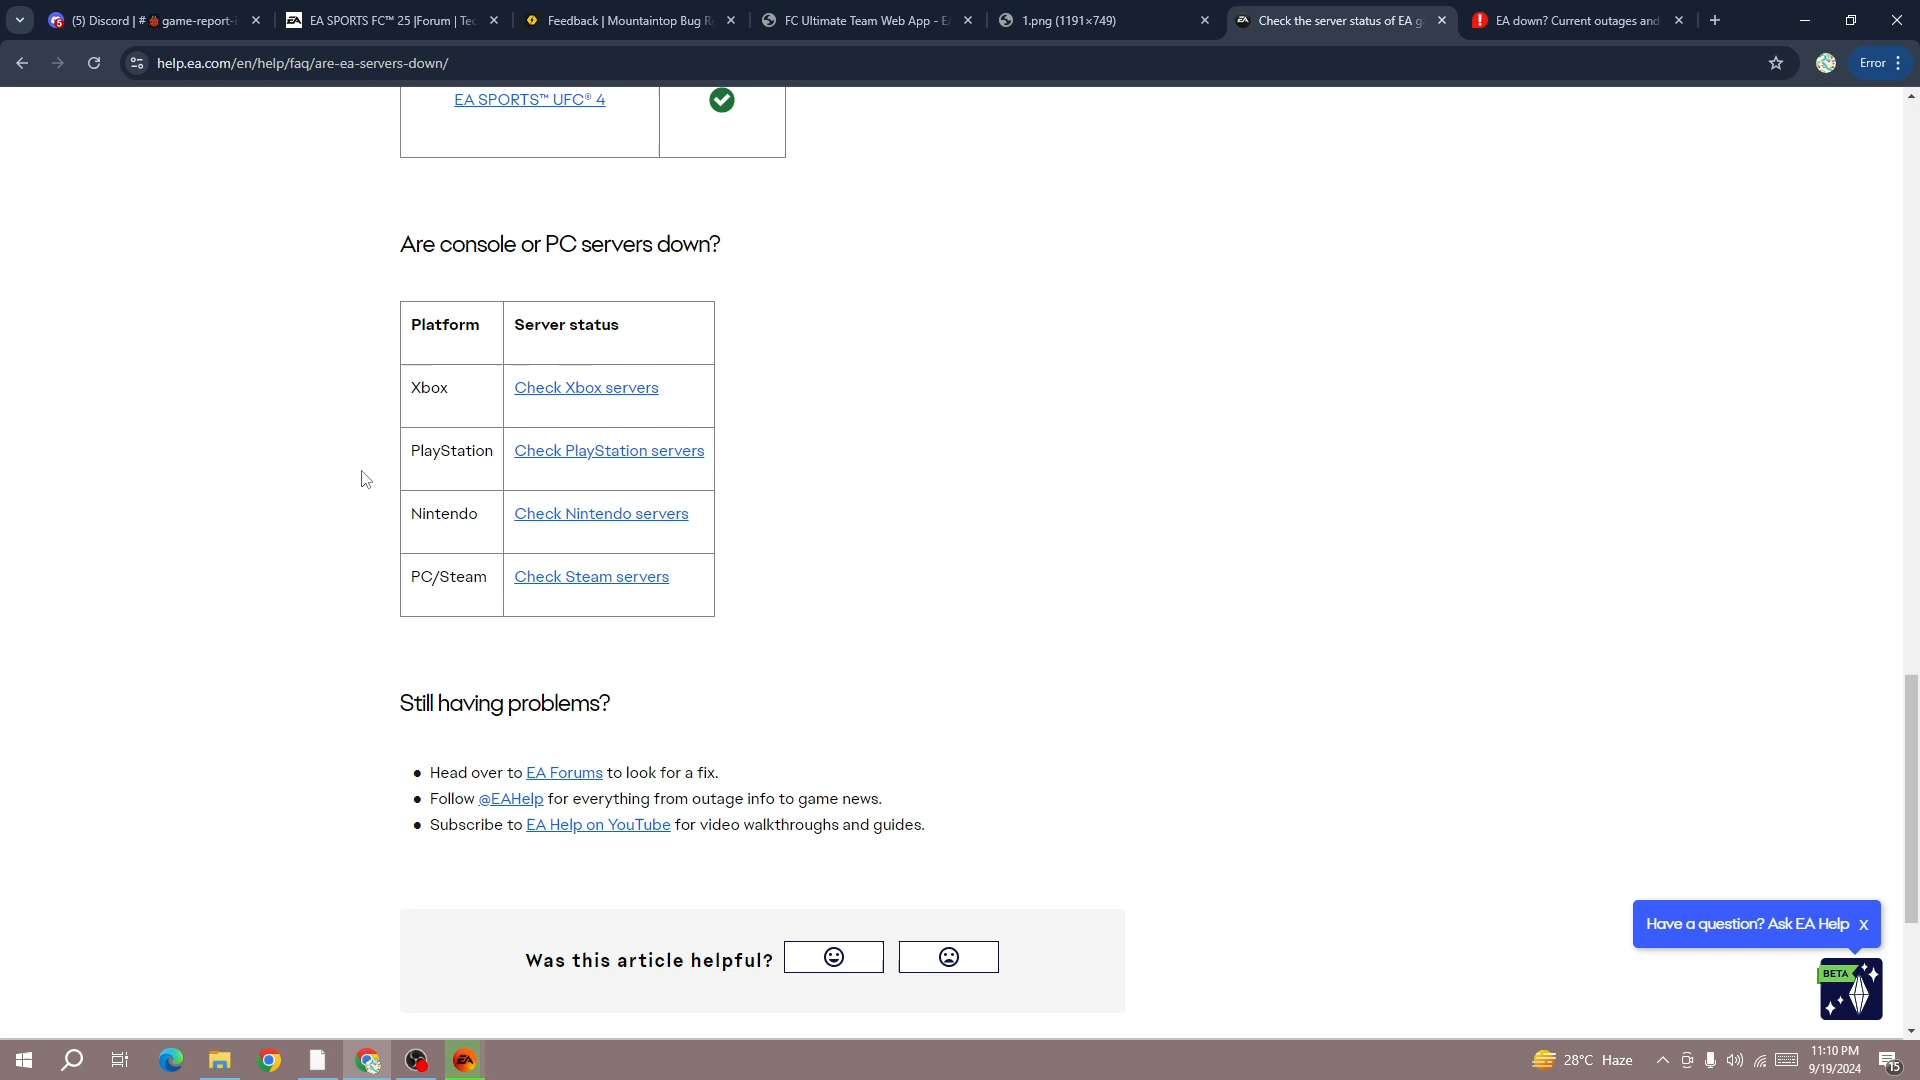 (5) Discord | # game-report-i
EA SPORTS FC™ 25 |Forum | Tec
Feedback | Mountaintop Bug R
FC Ultimate Team Web App - EA
1.png (1191×749)
Check the server status of EA g
EA down? Current outages and
help.ea.com/en/help/faq/are-ea-servers-down/
Error
EA SPORTS™ UFC® 4
Are console or PC servers down?
Platform Server status
Xbox Check Xbox servers
PlayStation Check PlayStation servers
Nintendo Check Nintendo servers
PC/Steam Check Steam servers
Still having problems?
Head over to EA Forums to look for a fix.
Follow @EAHelp for everything from outage info to game news.
Subscribe to EA Help on YouTube for video walkthroughs and guides.
Was this article helpful?
Have a question? Ask EA Help X
BETA
28°C Haze
11:10 PM
9/19/2024
15